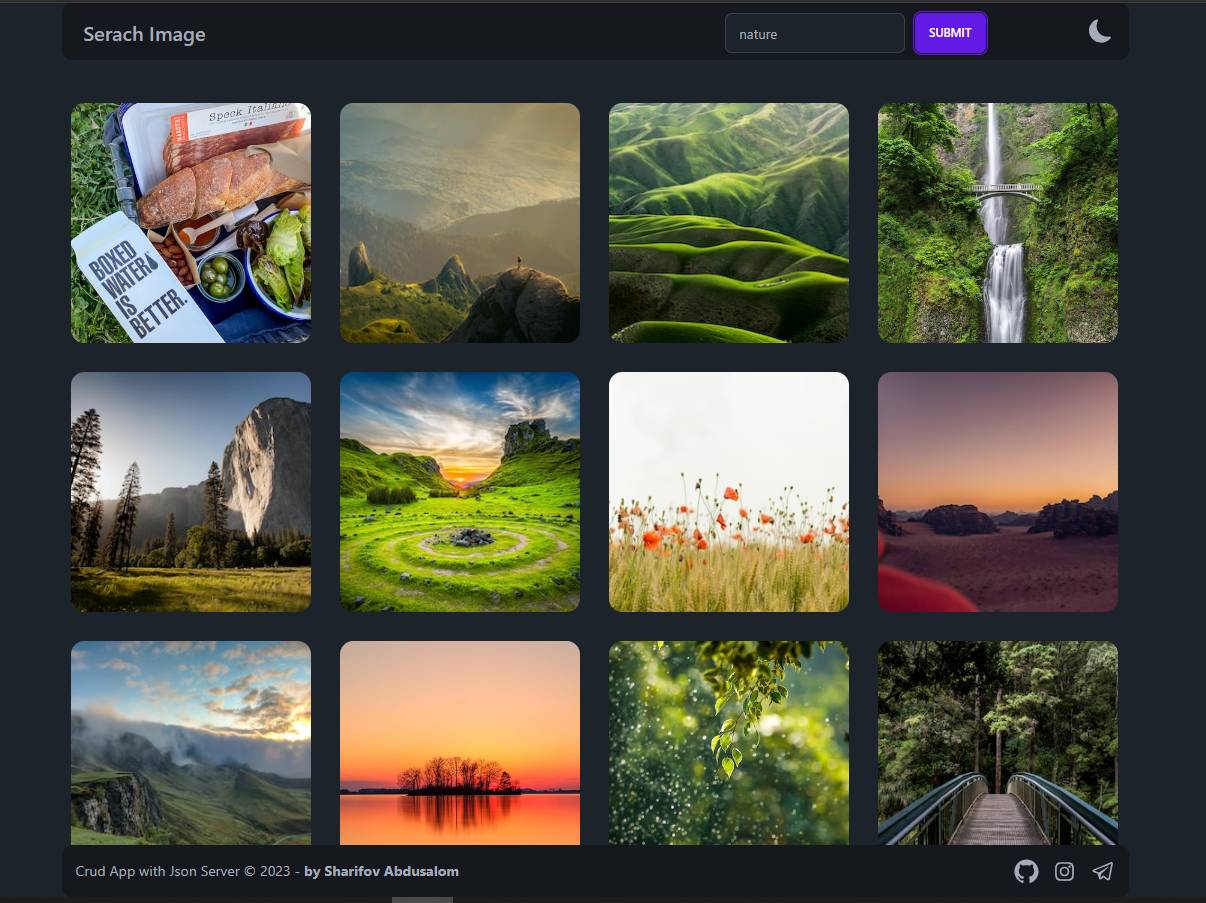 Serach Image
nature
SUBMIT
Speck Italiano
BOXED
WATER
IS
BETTER.
Crud App with Json Server © 2023 - by Sharifov Abdusalom